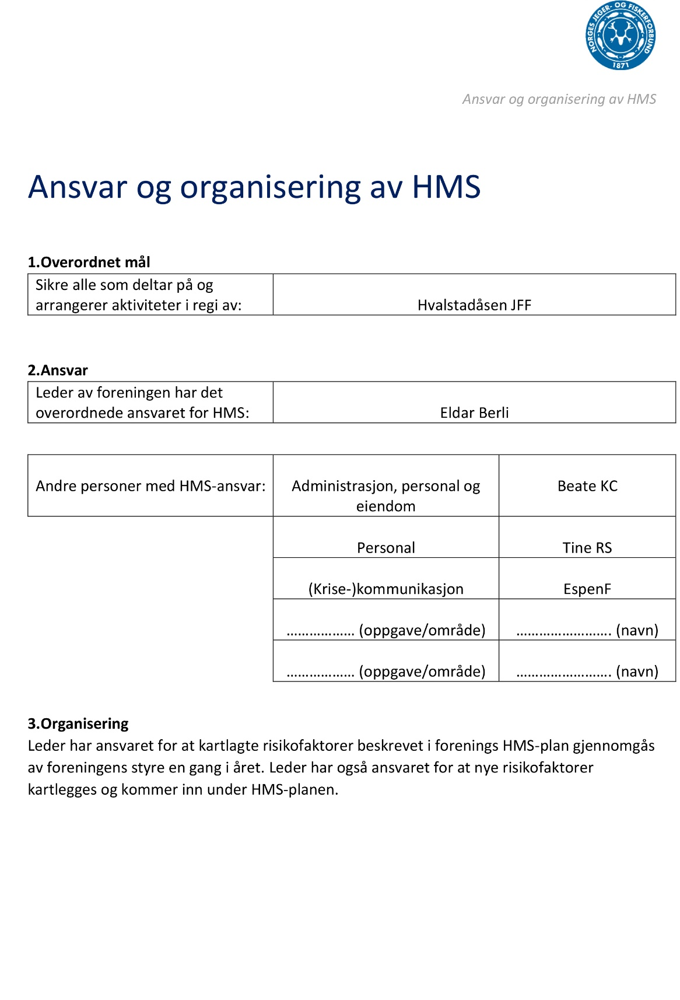 NORGES JEGER- OG FISKERFORBUND
1871
Ansvar og organisering av HMS
Ansvar og organisering av HMS
1.Overordnet mål
Sikre alle som deltar på og
arrangerer aktiviteter i regi av:
Hvalstadåsen JFF
2.Ansvar
Leder av foreningen har det
overordnede ansvaret for HMS:
Eldar Berli
Andre personer med HMS-ansvar:
Administrasjon, personal og
eiendom
Beate KC
Personal
Tine RS
(Krise-)kommunikasjon
EspenF
.................. (oppgave/område)
......................... (navn)
.................. (oppgave/område)
......................... (navn)
3.Organisering
Leder har ansvaret for at kartlagte risikofaktorer beskrevet i forenings HMS-plan gjennomgås
av foreningens styre en gang i året. Leder har også ansvaret for at nye risikofaktorer
kartlegges og kommer inn under HMS-planen.